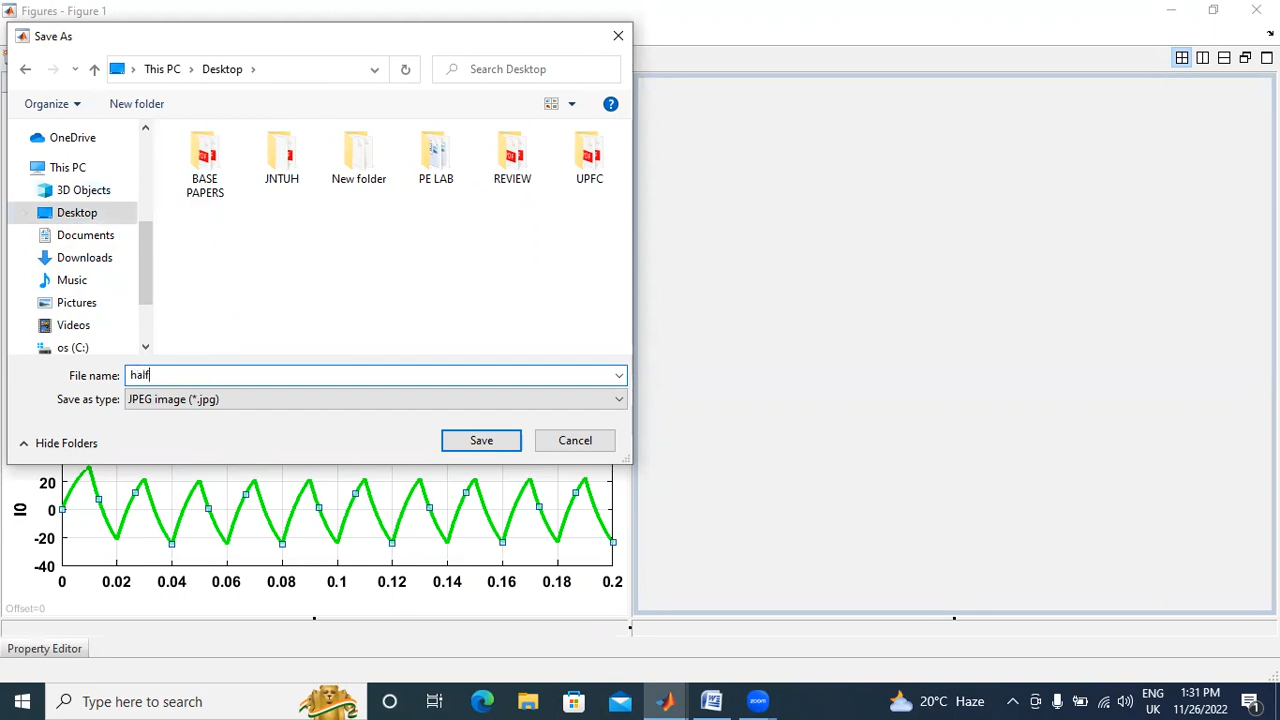 Figures - Figure 1
Save As
This PC
Desktop
Search Desktop
Organize
New folder
OneDrive
This PC
3D Objects
Desktop
Documents
Downloads
Music
Pictures
Videos
os (C:)
BASE
PAPERS
JNTUH
New folder
PE LAB
REVIEW
UPFC
File name:
half
Save as type:
JPEG image (*.jpg)
Hide Folders
Save
Cancel
20
0
-20
-40
I0
0 0.02 0.04 0.06 0.08 0.1 0.12 0.14 0.16 0.18 0.2
Offset=0
Property Editor
Type here to search
zoom
20°C Haze
ENG
UK
1:31 PM
11/26/2022
1